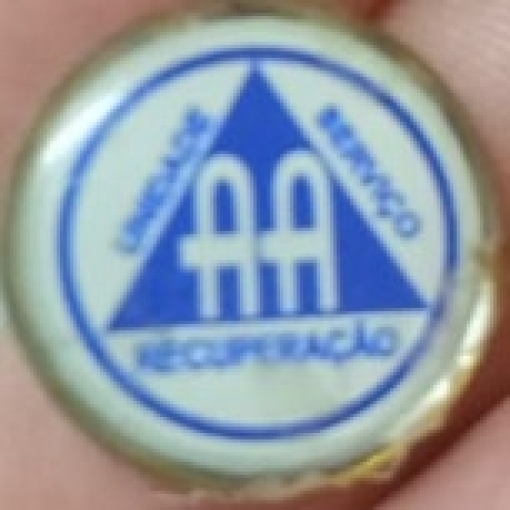 UNIDADE
SERVIÇO
AA
RECUPERAÇÃO